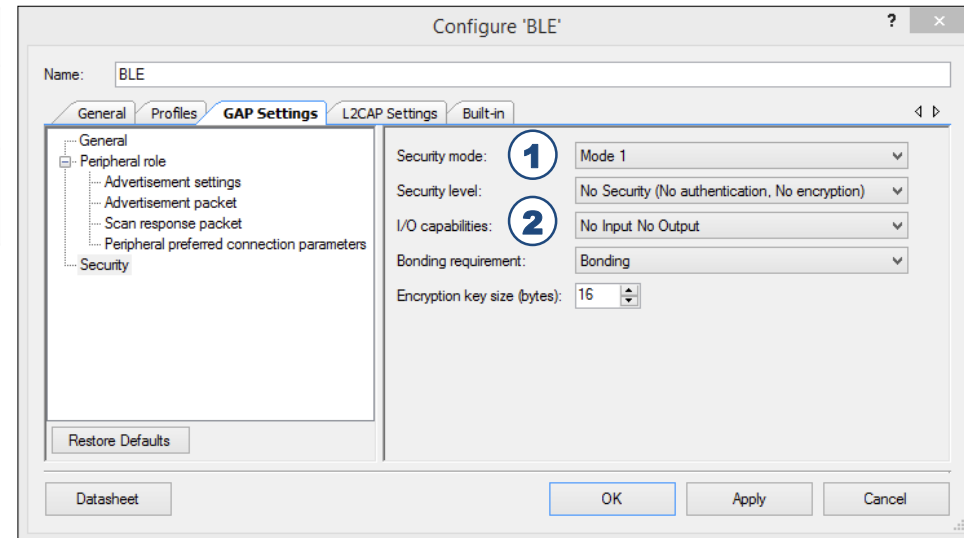 Configure 'BLE'
? ×
Name: BLE
General Profiles GAP Settings L2CAP Settings Built-in
General
Peripheral role
Advertisement settings
Advertisement packet
Scan response packet
Peripheral preferred connection parameters
Security
Restore Defaults
Security mode: 1 Mode 1
Security level: No Security (No authentication, No encryption)
I/O capabilities: 2 No Input No Output
Bonding requirement: Bonding
Encryption key size (bytes): 16
Datasheet OK Apply Cancel